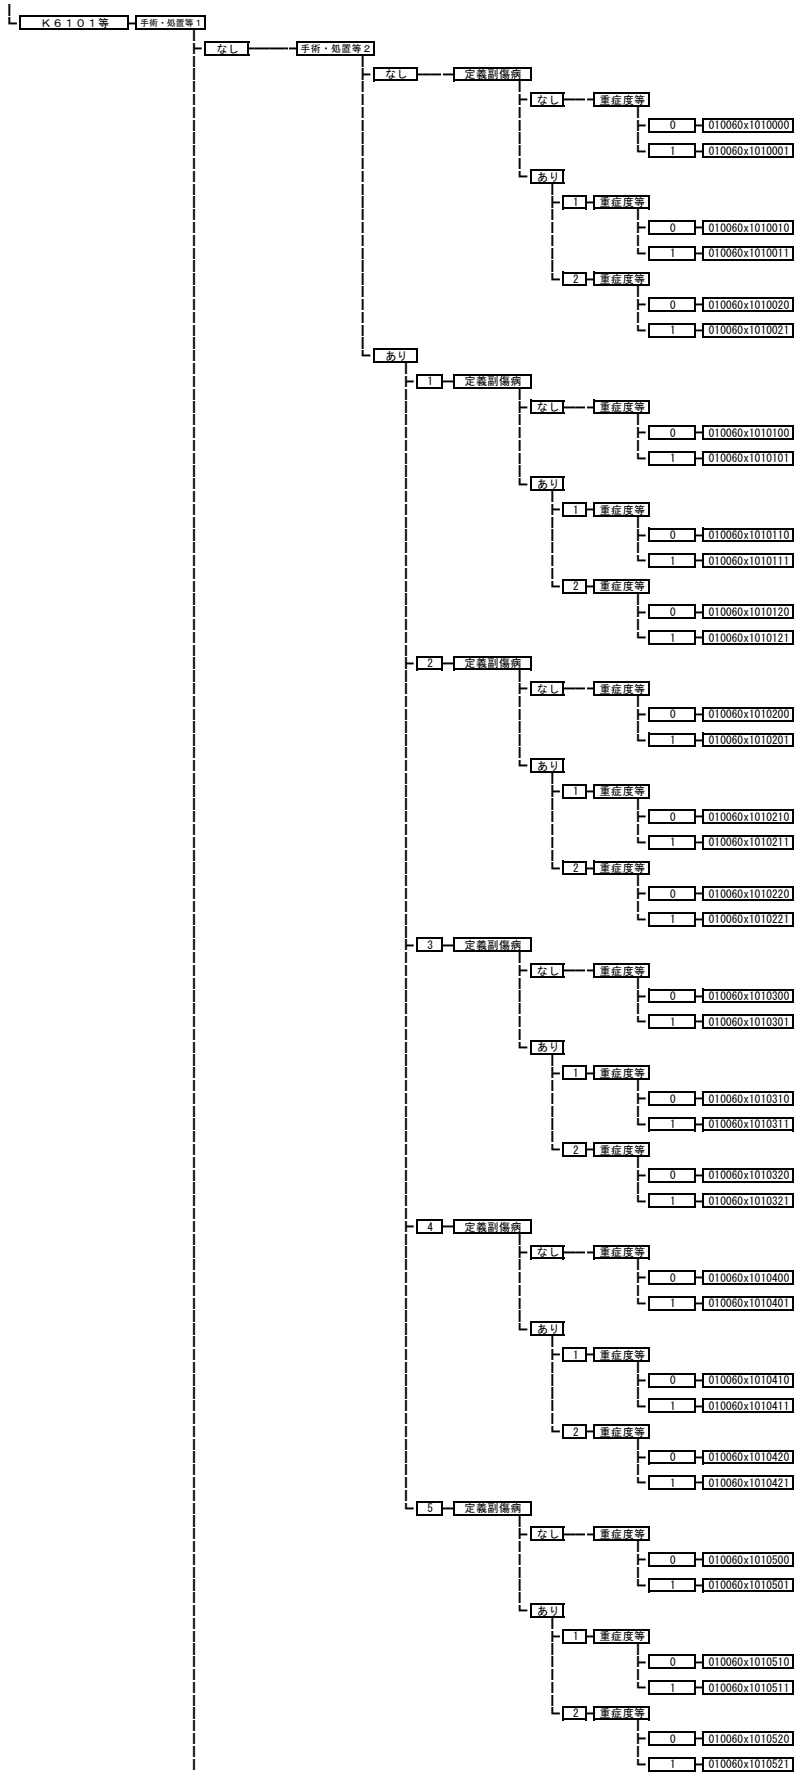 K6101等 手術・処置等1
なし 手術・処置等2
なし 定義副傷病
なし 重症度等
0 010060x1010000
1 010060x1010001
あり
1 重症度等
0 010060x1010010
1 010060x1010011
2 重症度等
0 010060x1010020
1 010060x1010021
あり
1 定義副傷病
なし 重症度等
0 010060x1010100
1 010060x1010101
あり
1 重症度等
0 010060x1010110
1 010060x1010111
2 重症度等
0 010060x1010120
1 010060x1010121
2 定義副傷病
なし 重症度等
0 010060x1010200
1 010060x1010201
あり
1 重症度等
0 010060x1010210
1 010060x1010211
2 重症度等
0 010060x1010220
1 010060x1010221
3 定義副傷病
なし 重症度等
0 010060x1010300
1 010060x1010301
あり
1 重症度等
0 010060x1010310
1 010060x1010311
2 重症度等
0 010060x1010320
1 010060x1010321
4 定義副傷病
なし 重症度等
0 010060x1010400
1 010060x1010401
あり
1 重症度等
0 010060x1010410
1 010060x1010411
2 重症度等
0 010060x1010420
1 010060x1010421
5 定義副傷病
なし 重症度等
0 010060x1010500
1 010060x1010501
あり
1 重症度等
0 010060x1010510
1 010060x1010511
2 重症度等
0 010060x1010520
1 010060x1010521